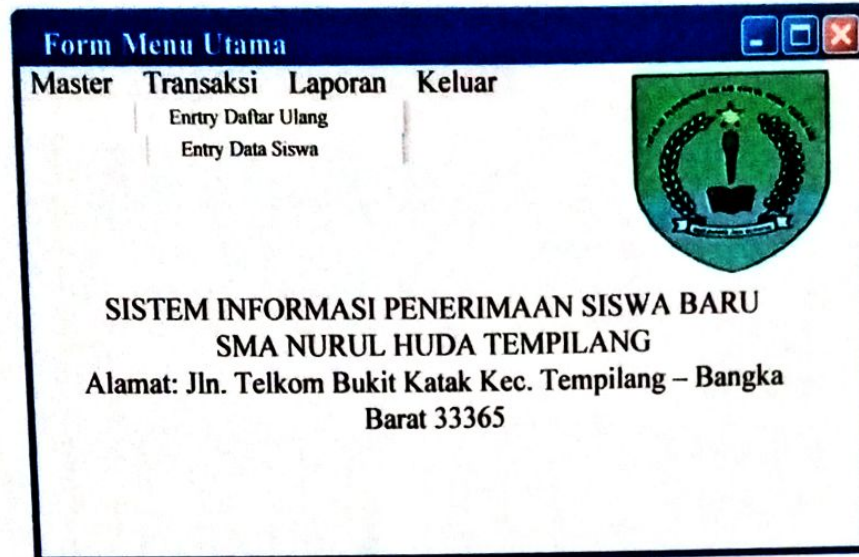 Form Menu Utama
Master Transaksi Laporan Keluar
Enrtry Daftar Ulang
Entry Data Siswa
SISTEM INFORMASI PENERIMAAN SISWA BARU
SMA NURUL HUDA TEMPILANG
Alamat: Jln. Telkom Bukit Katak Kec. Tempilang – Bangka
Barat 33365